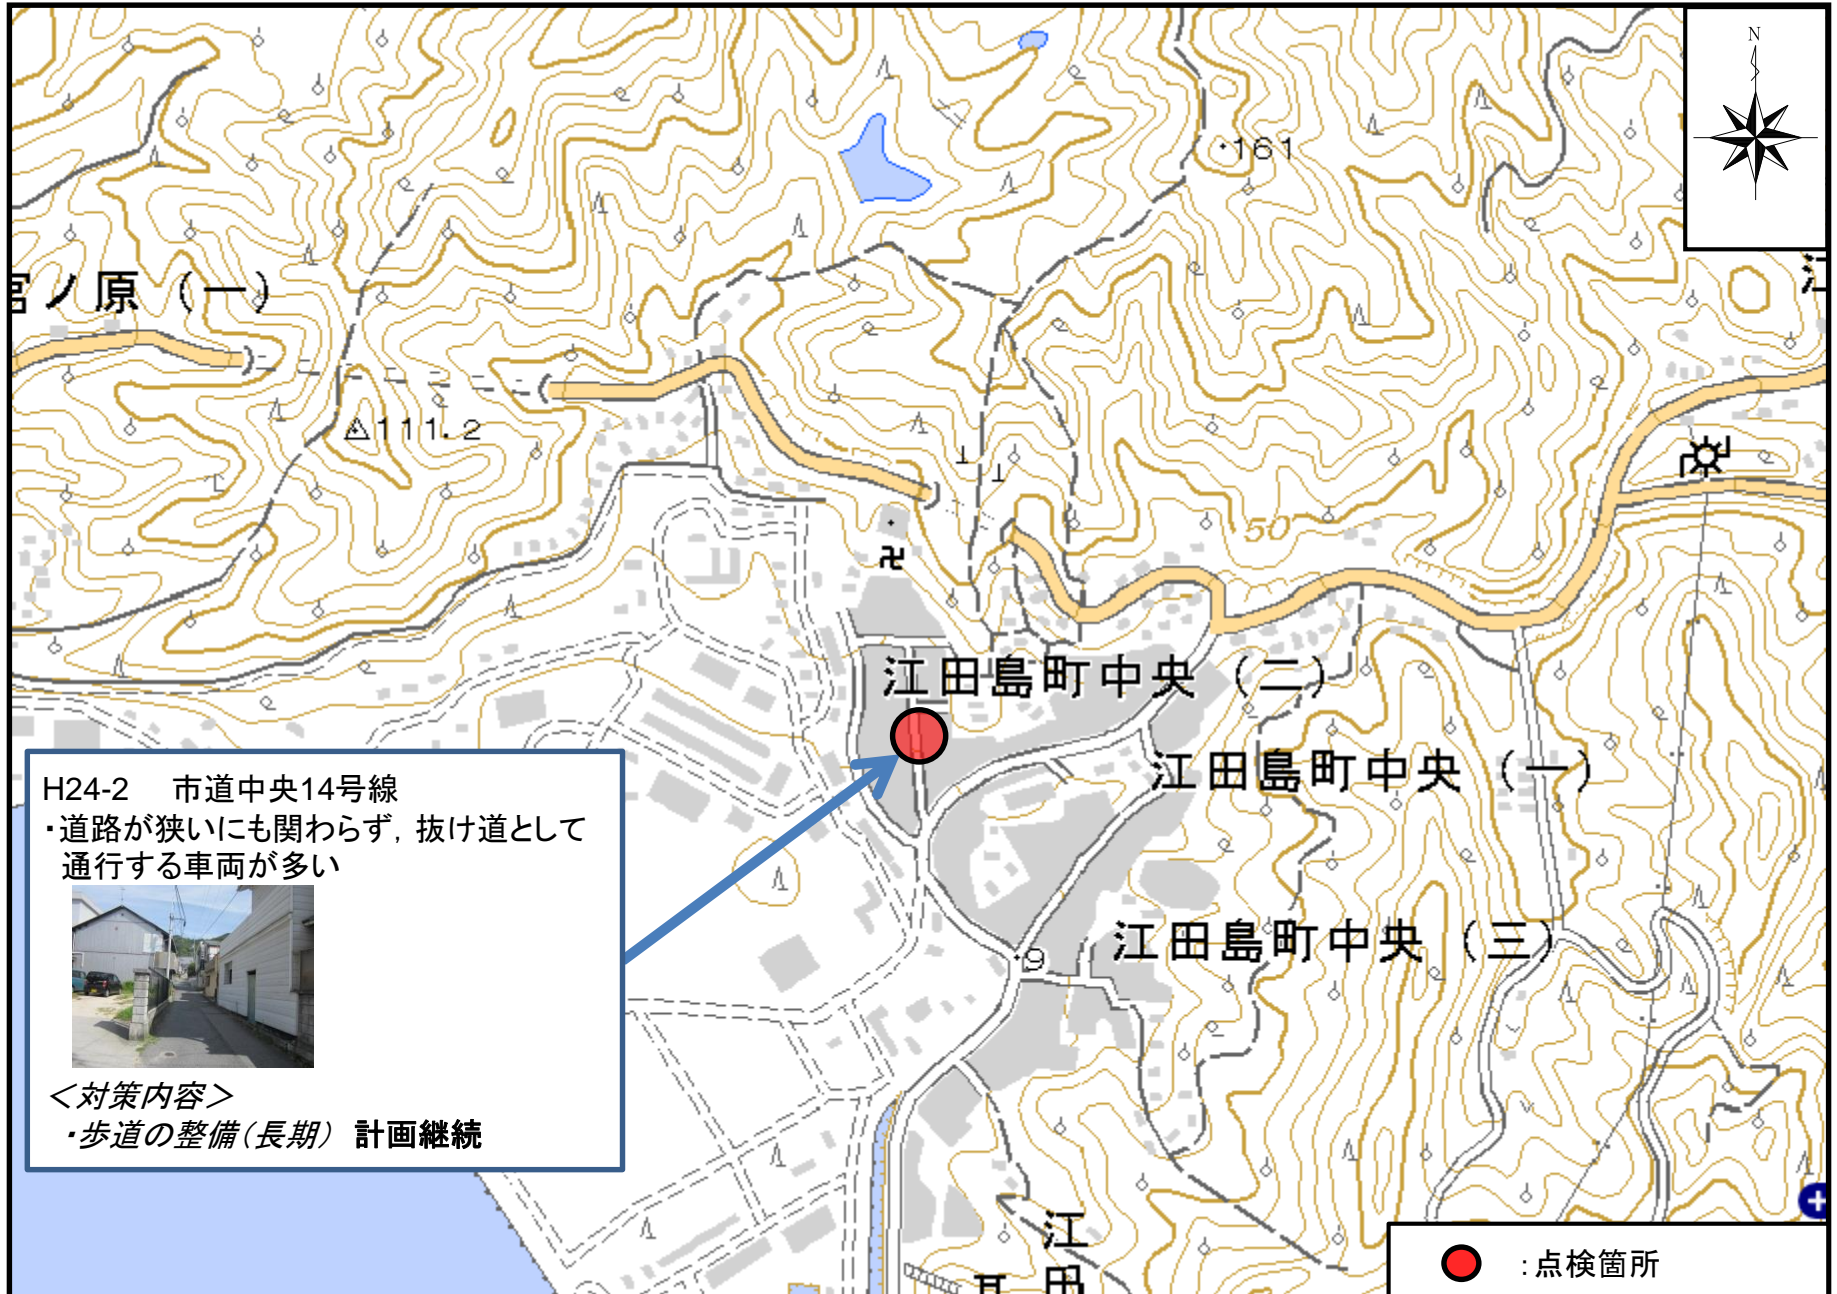 N
161
宮ノ原(一)
江
111.2
50
江田島町中央(二)
江田島町中央(一)
H24-2 市道中央14号線
・道路が狭いにも関わらず,抜け道として
通行する車両が多い
江田島町中央(三)
9
<対策内容>
・歩道の整備(長期) 計画継続
江
田
:点検箇所